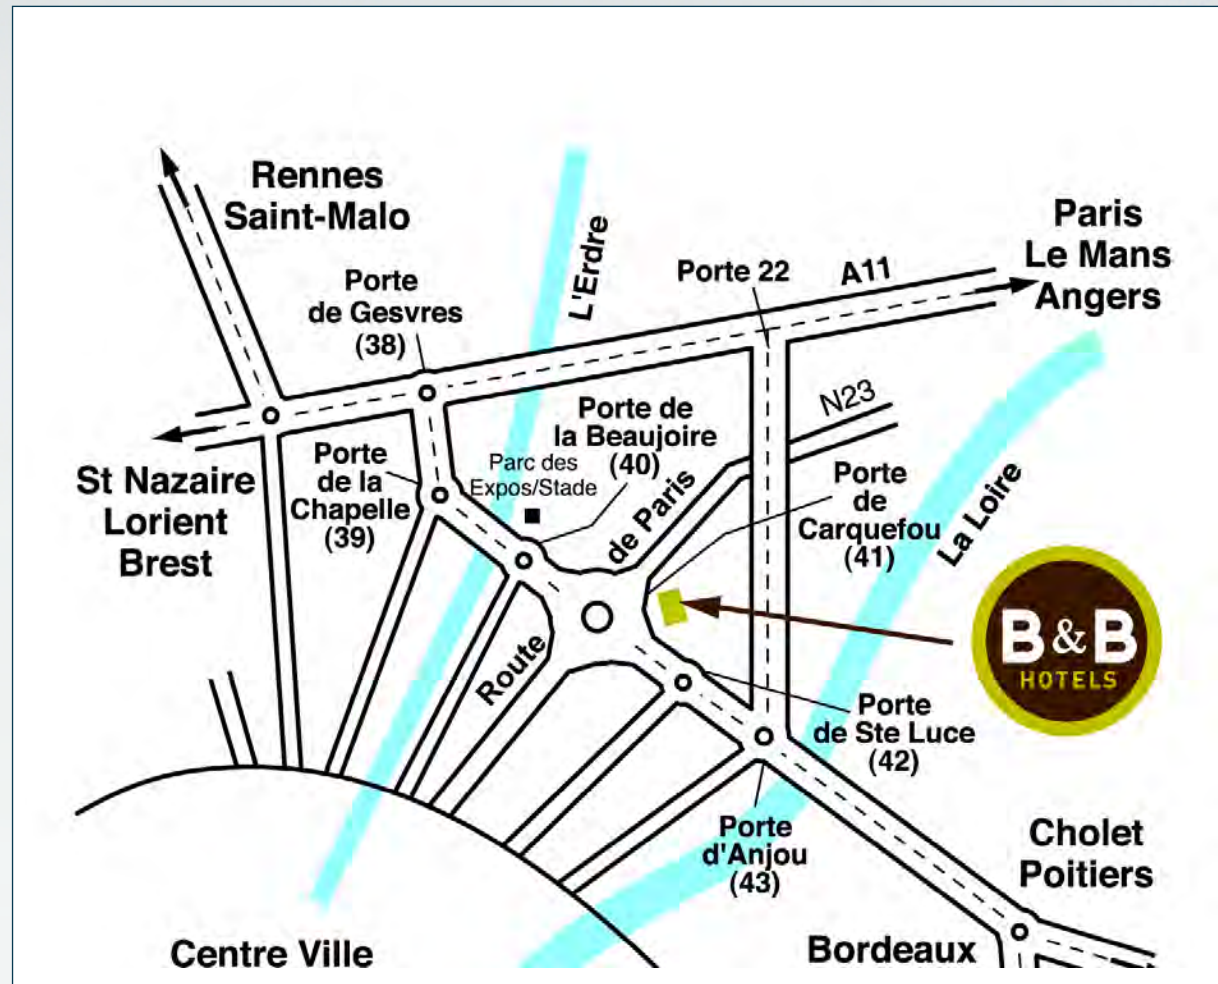 Rennes
Saint-Malo
Paris
Le Mans
Angers
L'Erdre
Porte 22
A11
Porte
de Gesvres
(38)
N23
Porte de
la Beaujoire
(40)
Parc des
Expos/Stade
Porte
de la
Chapelle
(39)
St Nazaire
Lorient
Brest
de Paris
Porte
de
Carquefou
(41)
La Loire
B&B
HOTELS
Route
Porte
de Ste Luce
(42)
Porte
d'Anjou
(43)
Cholet
Poitiers
Centre Ville
Bordeaux